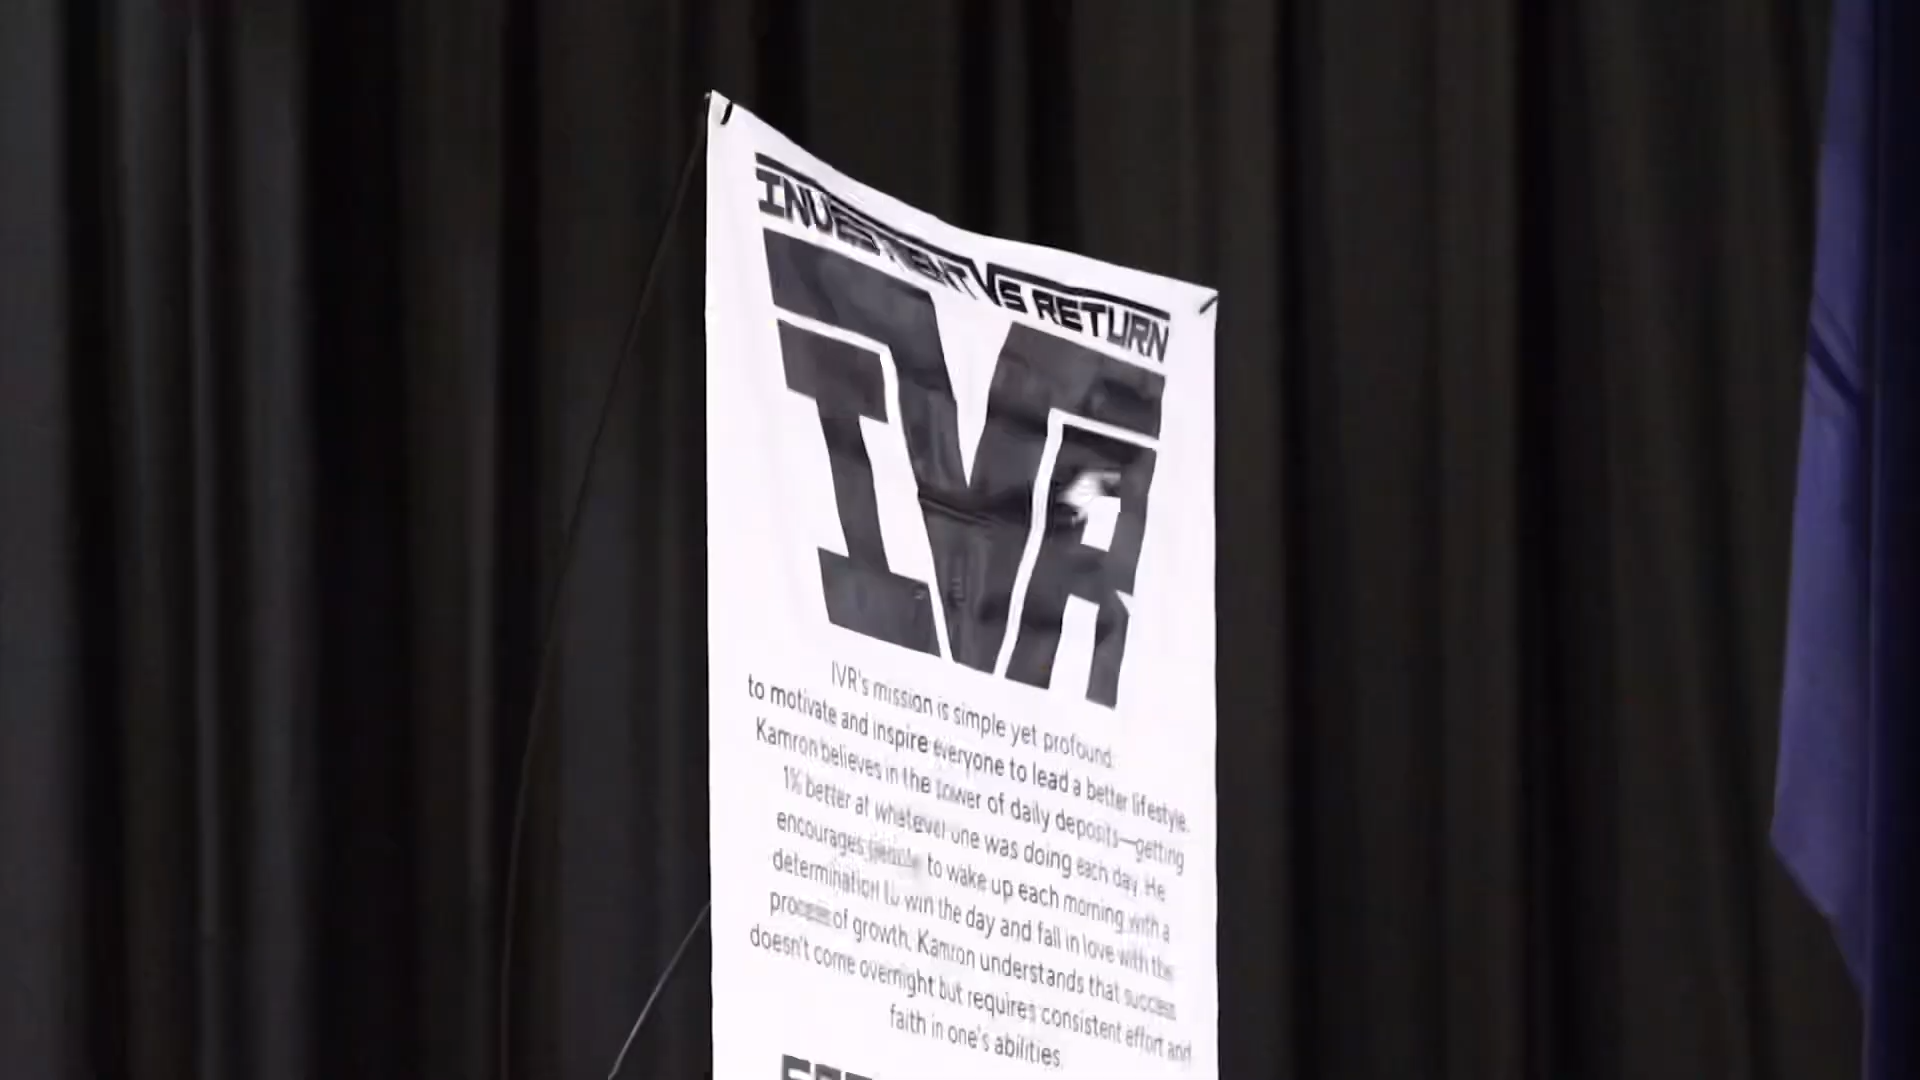 INVESTMENT VS RETURN
IVR
IVR's mission is simple yet profound:
to motivate and inspire everyone to lead a better lifestyle.
Kamron believes in the power of daily deposits—getting
1% better at whatever one was doing each day. He
encourages people to wake up each morning with a
determination to win the day and fall in love with the
process of growth. Kamron understands that success
doesn't come overnight but requires consistent effort and
faith in one's abilities.